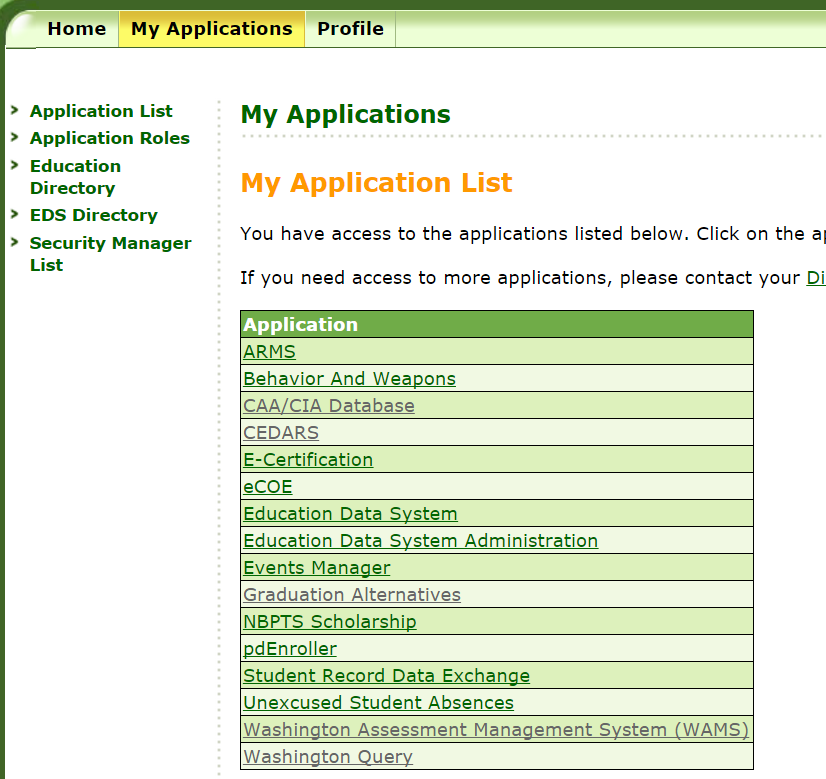 Home My Applications Profile
Application List
Application Roles
Education
Directory
EDS Directory
Security Manager
List
My Applications
My Application List
You have access to the applications listed below. Click on the
If you need access to more applications, please contact your
Application
ARMS
Behavior And Weapons
CAA/CIA Database
CEDARS
E-Certification
eCOE
Education Data System
Education Data System Administration
Events Manager
Graduation Alternatives
NBPTS Scholarship
pdEnroller
Student Record Data Exchange
Unexcused Student Absences
Washington Assessment Management System (WAMS)
Washington Query